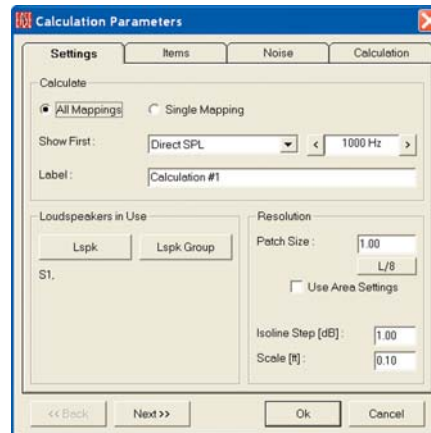 EASE Calculation Parameters
Settings Items Noise Calculation
Calculate
All Mappings Single Mapping
Show First : Direct SPL < 1000 Hz >
Label : Calculation #1
Loudspeakers in Use
Lspk Lspk Group
S1,
Resolution
Patch Size : 1.00
L/8
Use Area Settings
Isoline Step [dB] : 1.00
Scale [ft] : 0.10
<< Back Next >> Ok Cancel